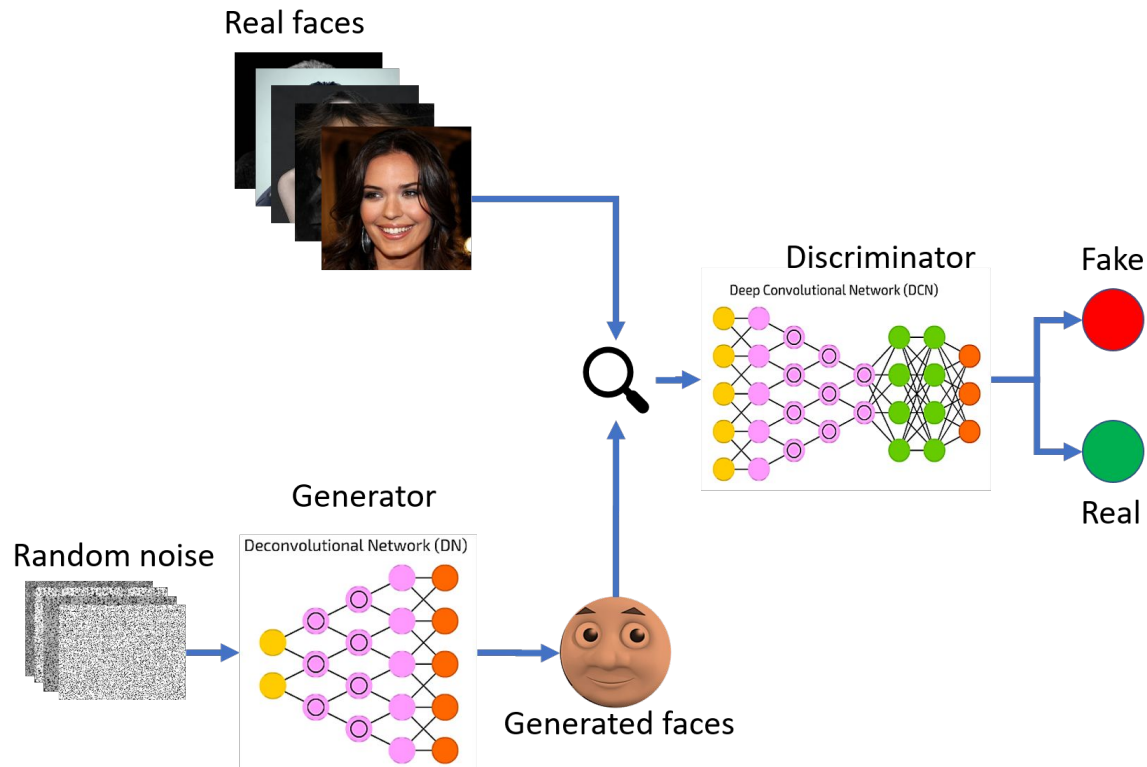 Real faces
Discriminator
Fake
Deep Convolutional Network (DCN)
Real
Generator
Random noise
Deconvolutional Network (DN)
Generated faces